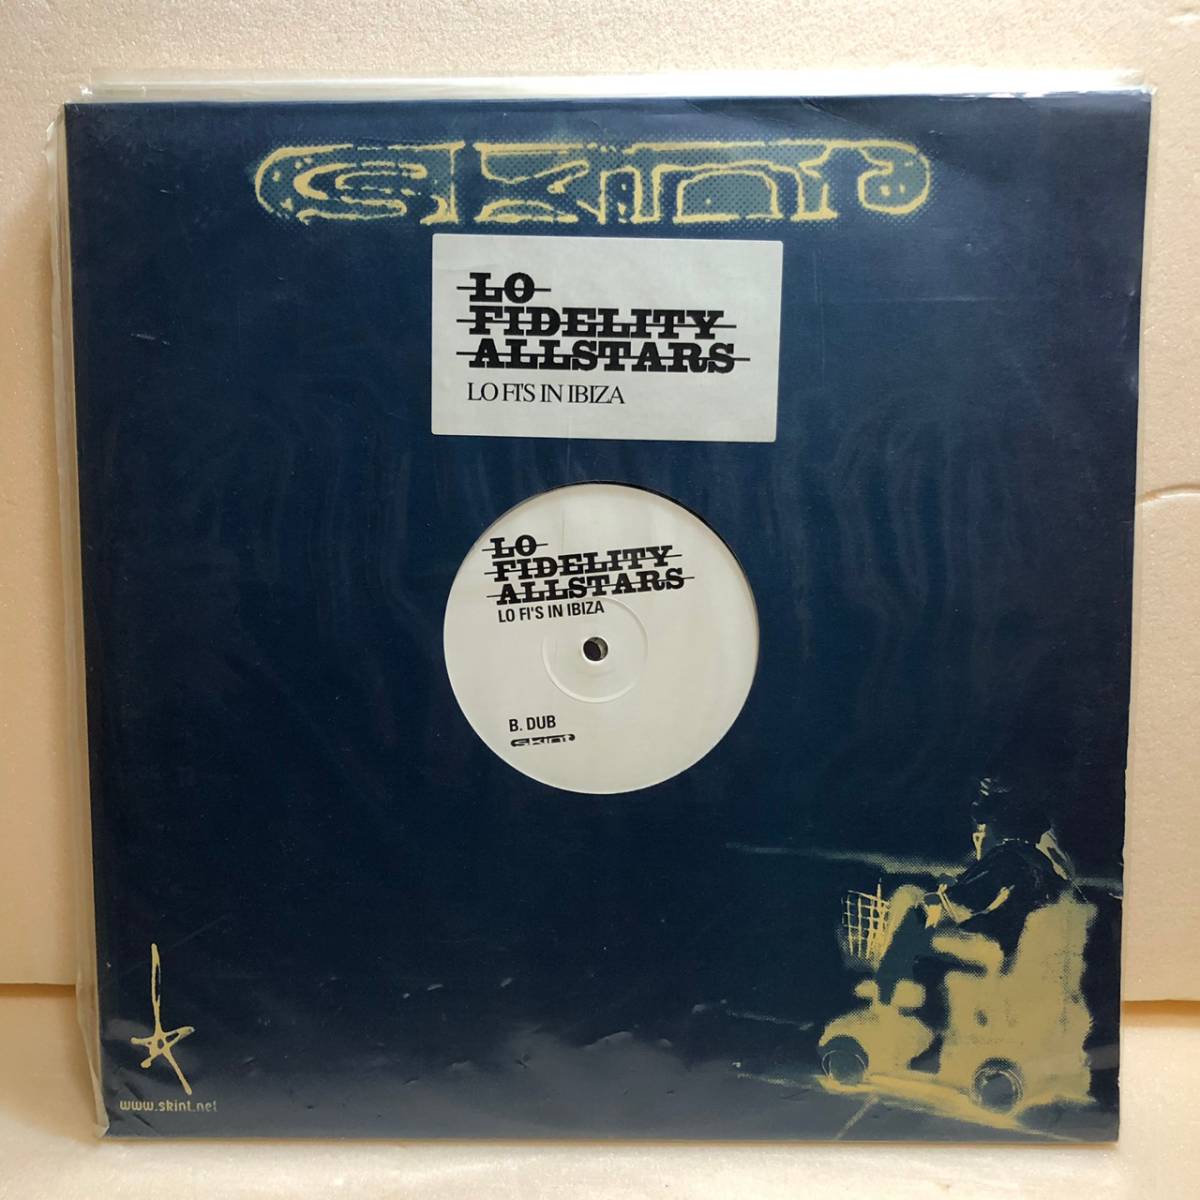 skint
LO
FIDELITY
ALLSTARS
LO FI'S IN IBIZA
LO
FIDELITY
ALLSTARS
LO FI'S IN IBIZA
B. DUB
skint
www.skint.net